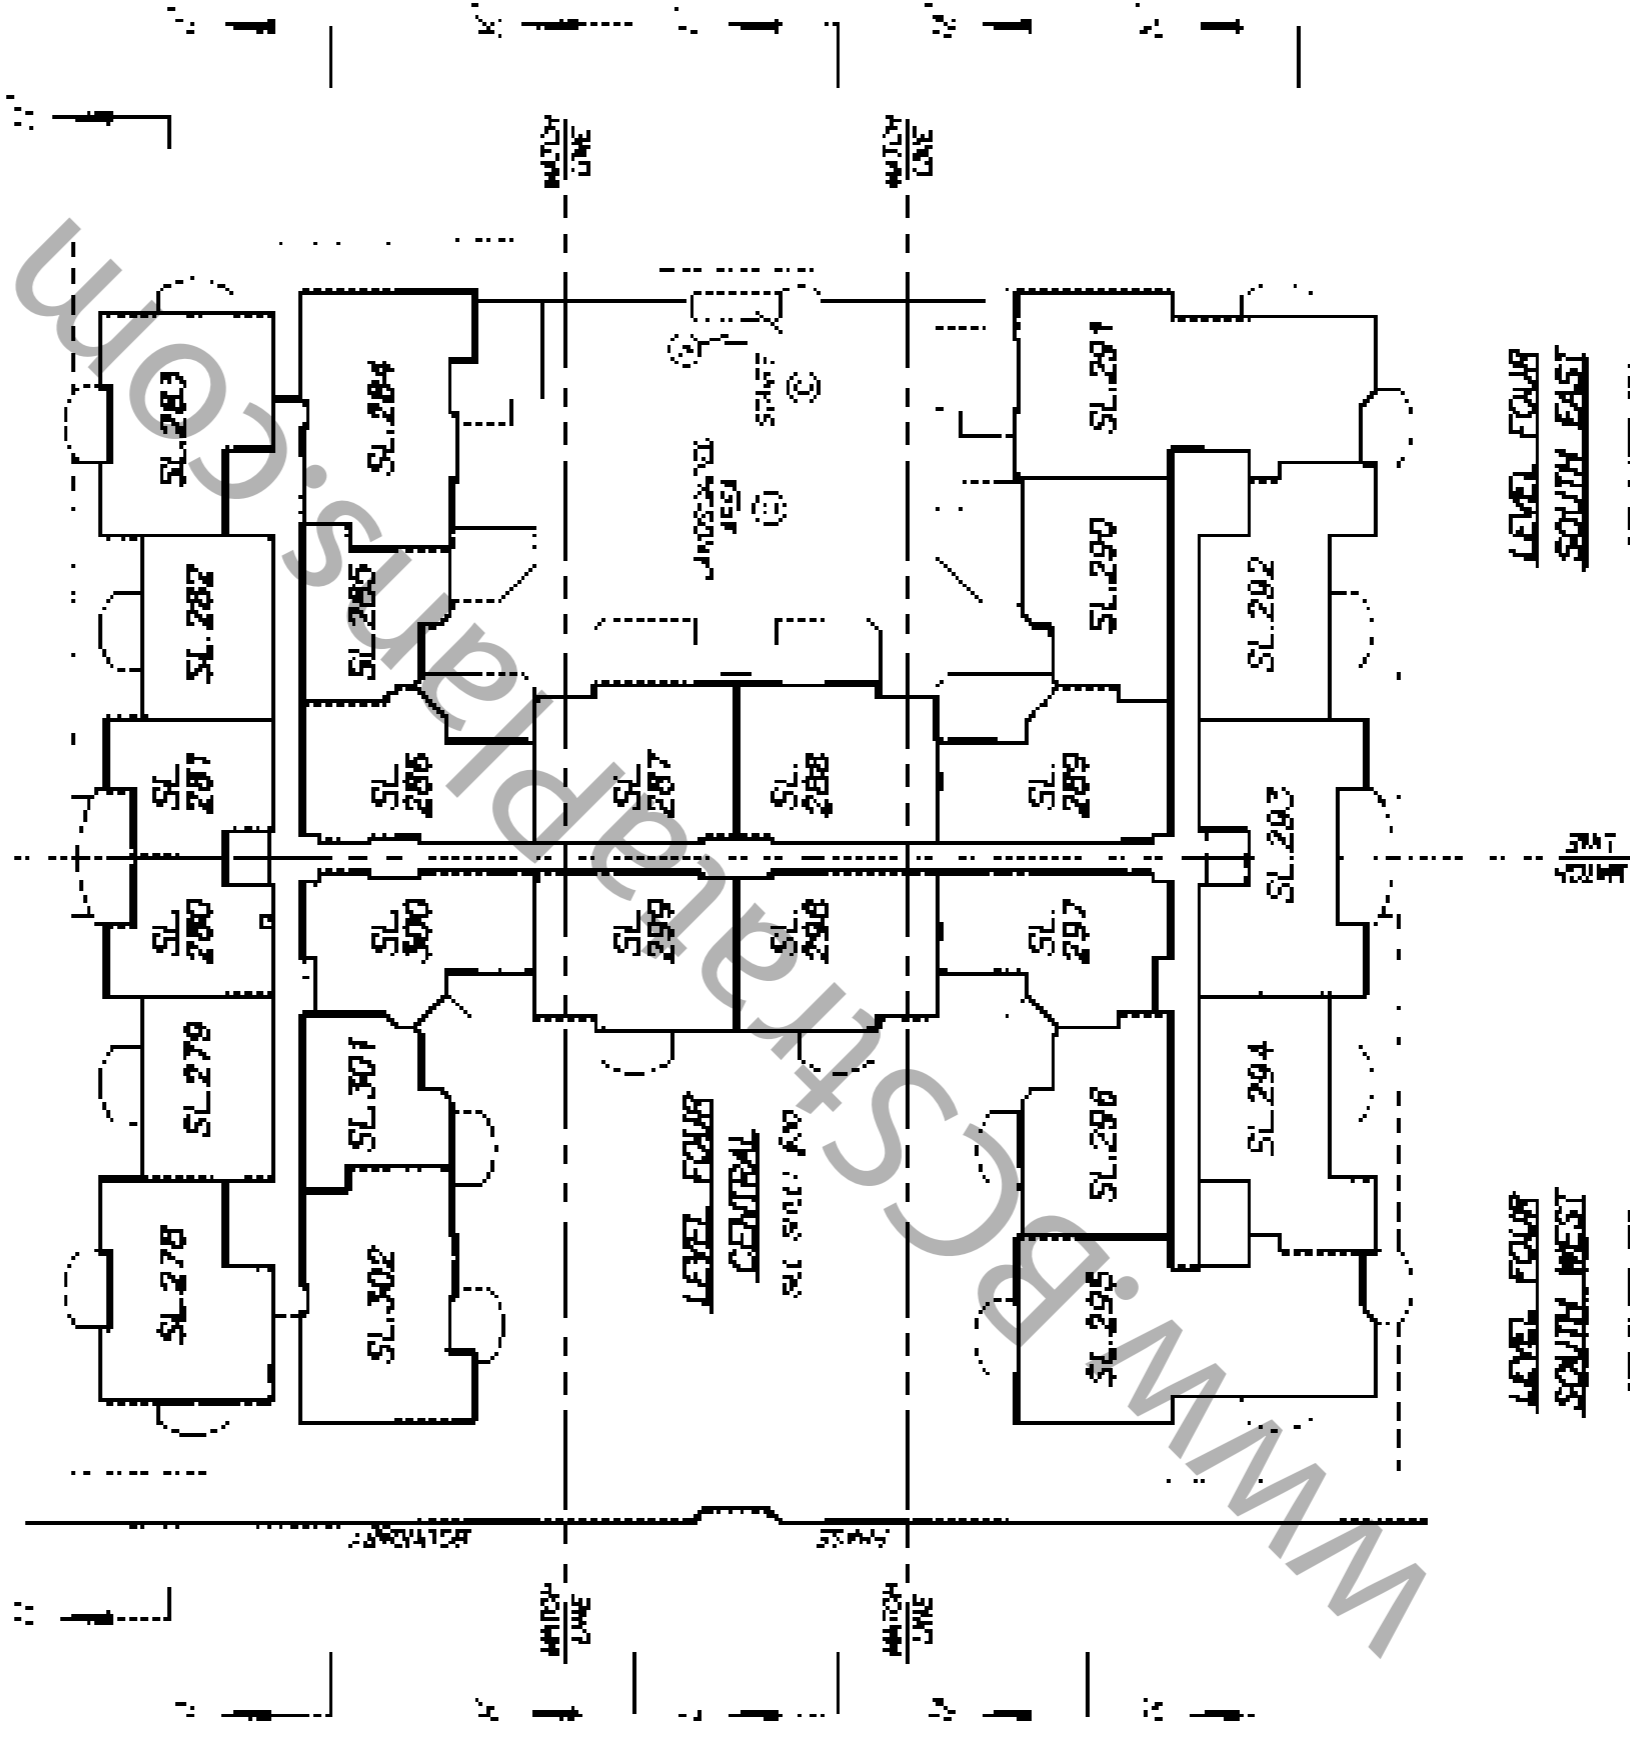 MATCH
LINE
MATCH
LINE
SL.283
SL.284
SL.291
SL.282
SL.285
SL.290
SL.292
SL.
281
SL.
286
SL.
287
SL.
288
SL.
289
SL.293
SL.
280
SL.
300
SL.
299
SL.
298
SL.
297
SL.279
SL.301
SL.296
SL.294
SL.278
SL.302
SL.295
LANDSCAPED
LEVEL FOUR
CENTRAL
LEVEL FOUR
SOUTH EAST
LEVEL FOUR
SOUTH WEST
MATCH
LINE
MATCH
LINE
www.BCStrataPlans.com